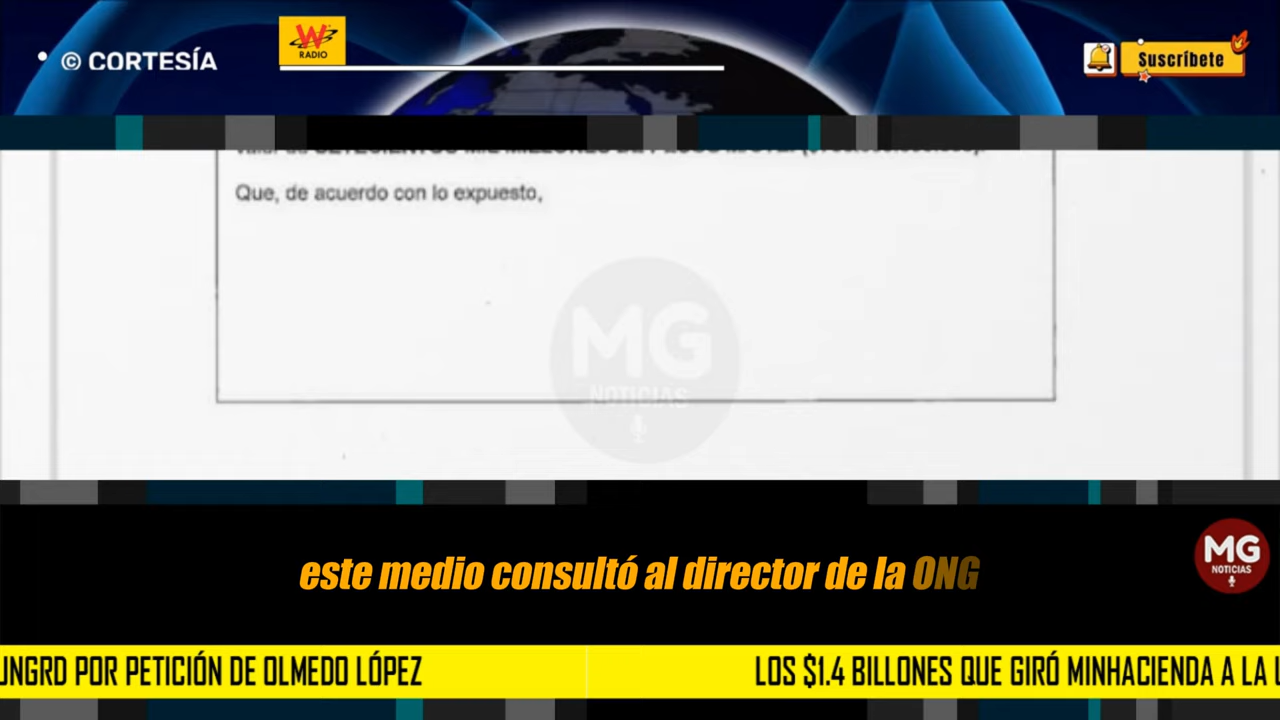 © CORTESÍA
W
RADIO
Suscríbete
Que, de acuerdo con lo expuesto,
MG
NOTICIAS
este medio consultó al director de la ONG
MG
NOTICIAS
UNGRD POR PETICIÓN DE OLMEDO LÓPEZ
LOS $1.4 BILLONES QUE GIRÓ MINHACIENDA A LA